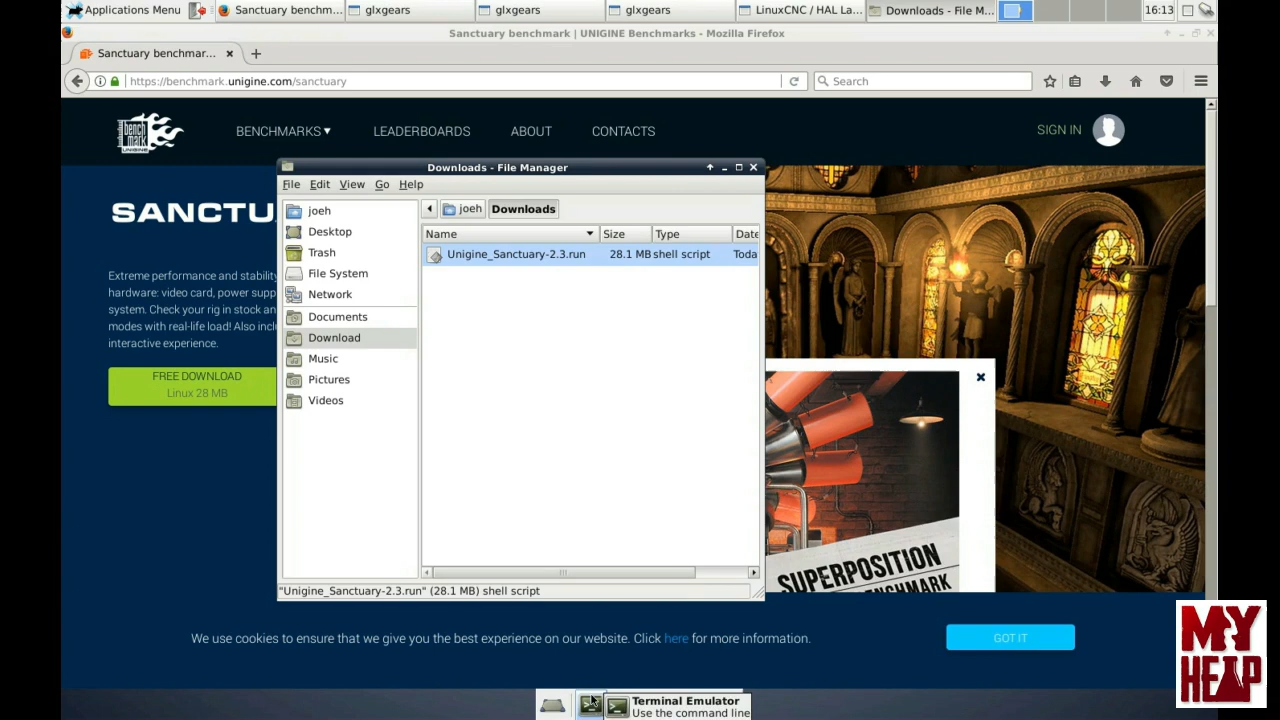 Applications Menu
Sanctuary benchm...
glxgears
glxgears
glxgears
LinuxCNC / HAL La...
Downloads - File M...
16:13
Sanctuary benchmark | UNIGINE Benchmarks - Mozilla Firefox
Sanctuary benchmar...
https://benchmark.unigine.com/sanctuary
Search
bench
mark
UNIGINE
BENCHMARKS
LEADERBOARDS
ABOUT
CONTACTS
SIGN IN
Downloads - File Manager
File Edit View Go Help
joeh
Downloads
Name
Size
Type
Date
Unigine_Sanctuary-2.3.run
28.1 MB
shell script
Toda
joeh
Desktop
Trash
File System
Network
Documents
Download
Music
Pictures
Videos
"Unigine_Sanctuary-2.3.run" (28.1 MB) shell script
SANCTU
Extreme performance and stability
hardware: video card, power supp
system. Check your rig in stock an
modes with real-life load! Also inclu
interactive experience.
FREE DOWNLOAD
Linux 28 MB
SUPERPOSITION
BENCHMARK
We use cookies to ensure that we give you the best experience on our website. Click here for more information.
GOT IT
Terminal Emulator
Use the command line
MY
HEAP